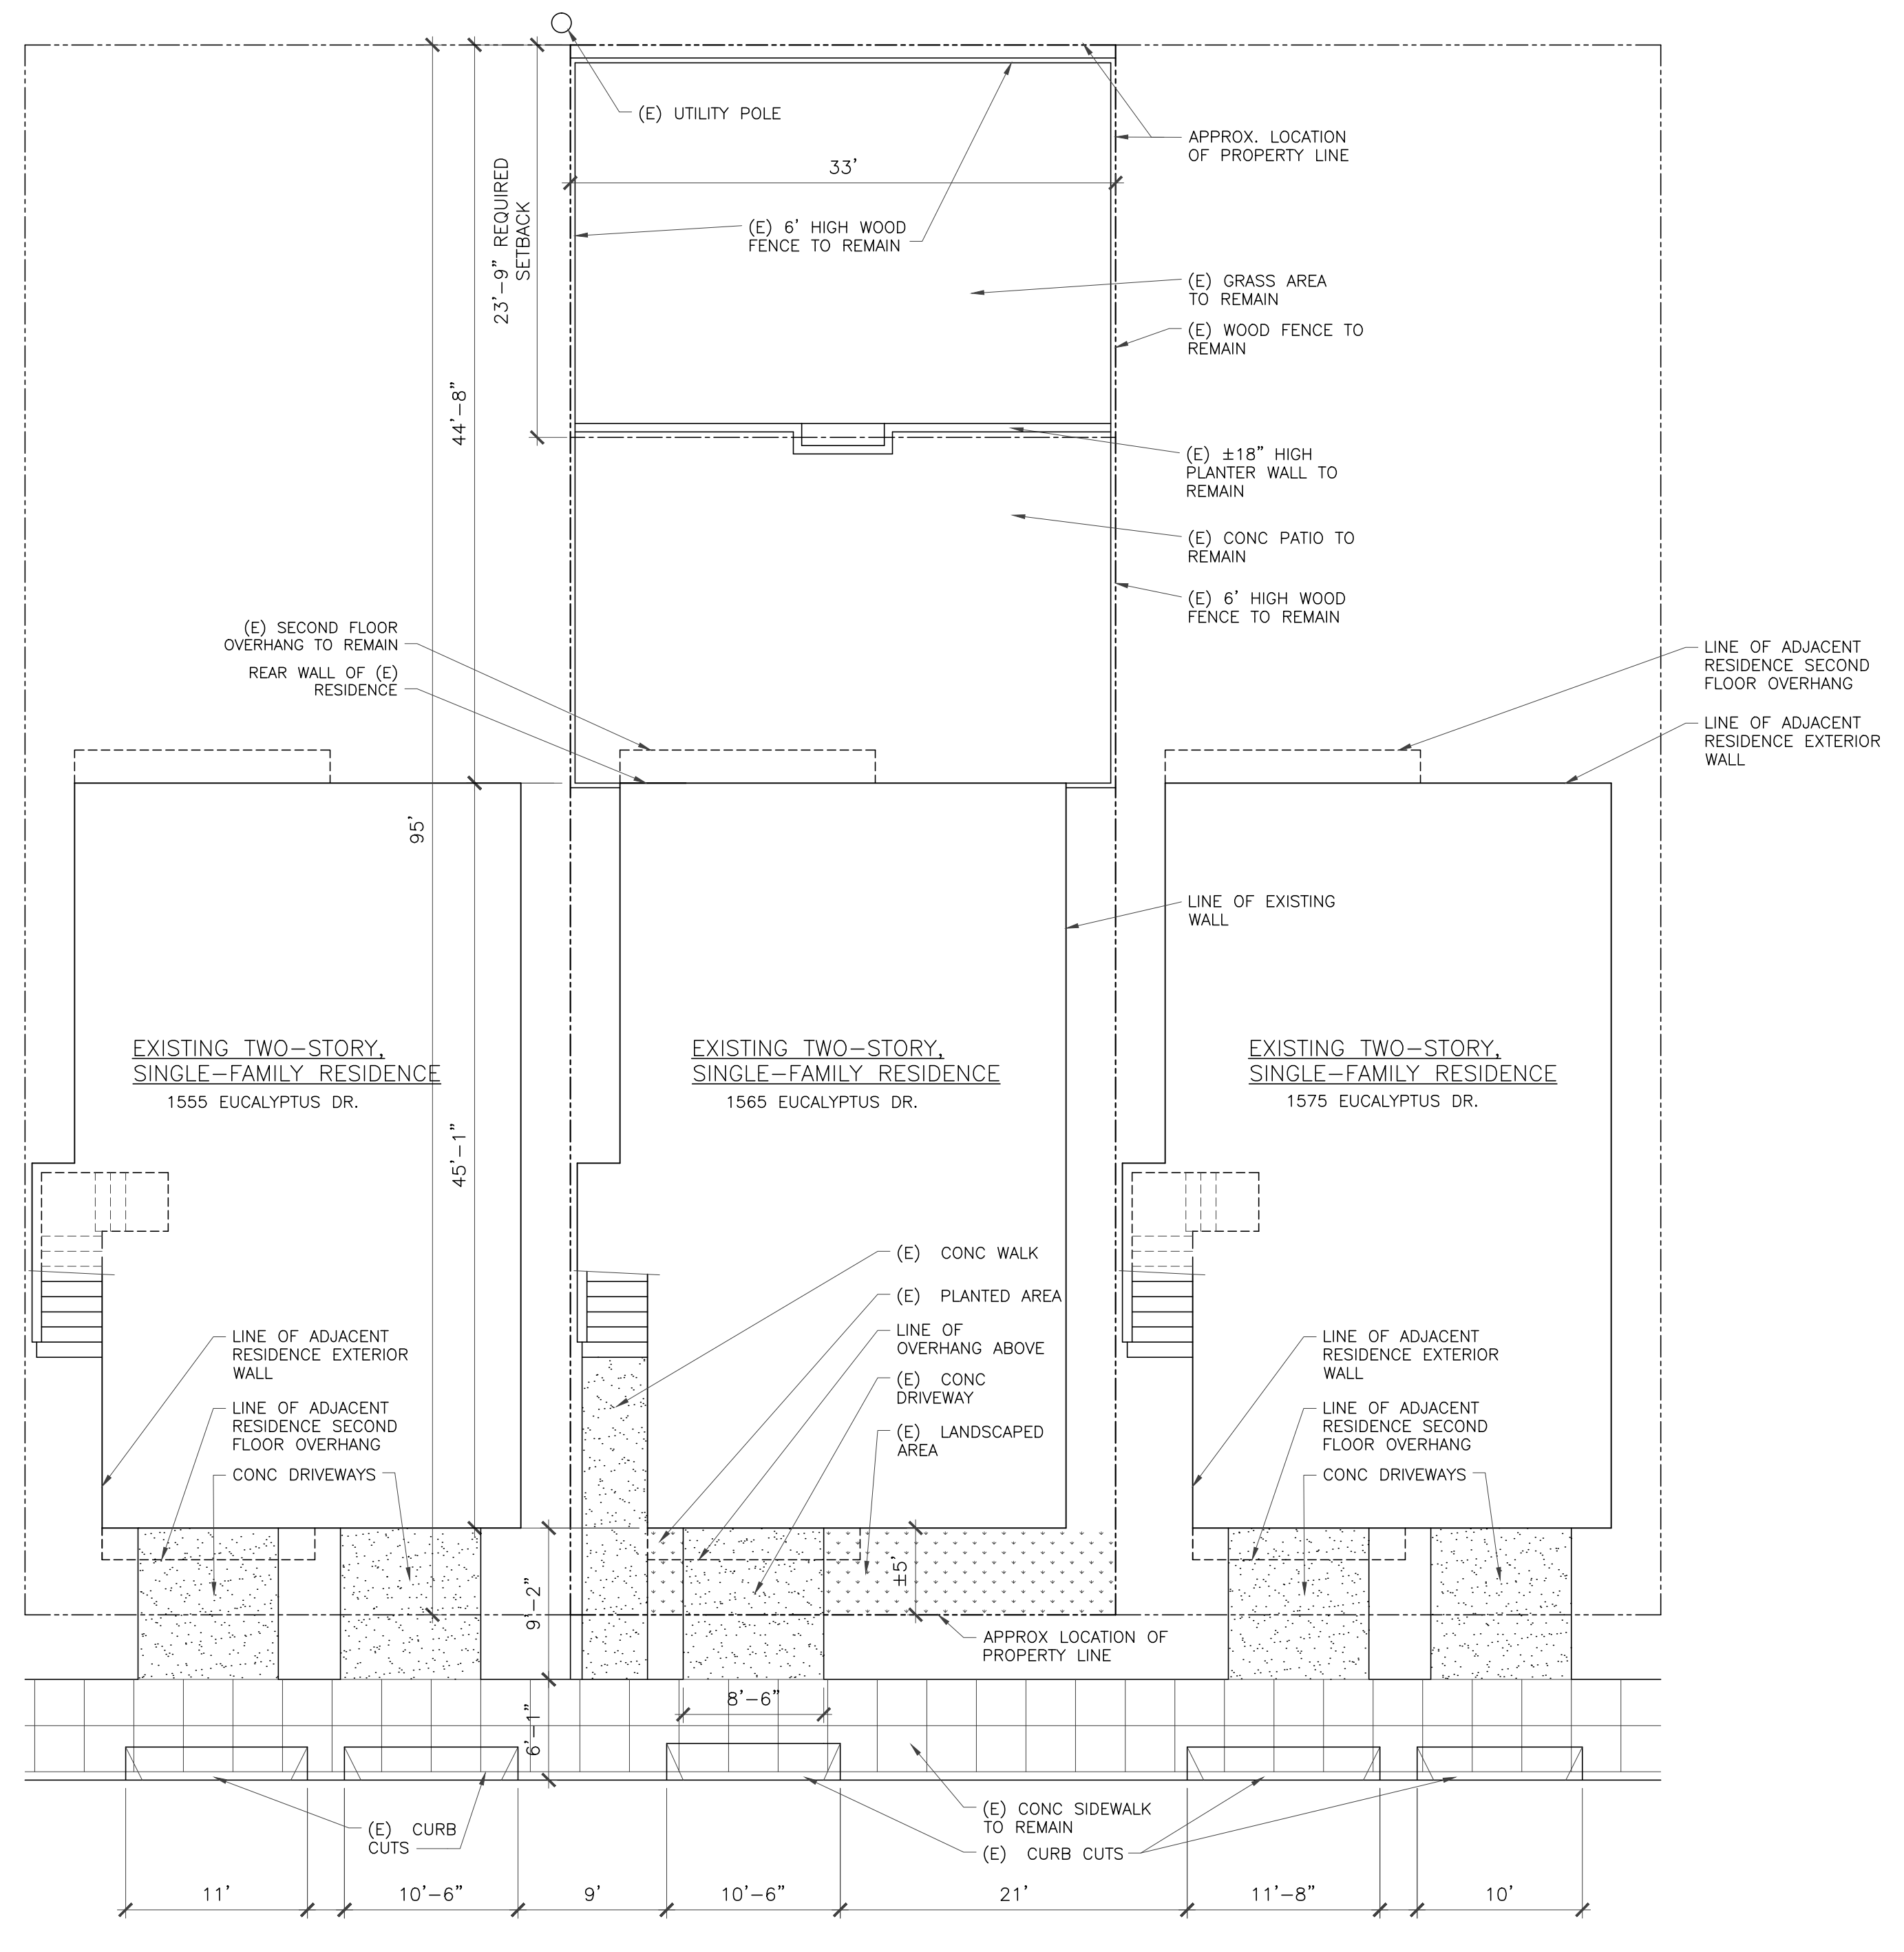 (E) UTILITY POLE
APPROX. LOCATION
OF PROPERTY LINE
33'
23'-9" REQUIRED
SETBACK
(E) 6' HIGH WOOD
FENCE TO REMAIN
(E) GRASS AREA
TO REMAIN
(E) WOOD FENCE TO
REMAIN
44'-8"
(E) ±18" HIGH
PLANTER WALL TO
REMAIN
(E) CONC PATIO TO
REMAIN
(E) 6' HIGH WOOD
FENCE TO REMAIN
(E) SECOND FLOOR
OVERHANG TO REMAIN
REAR WALL OF (E)
RESIDENCE
LINE OF ADJACENT
RESIDENCE SECOND
FLOOR OVERHANG
LINE OF ADJACENT
RESIDENCE EXTERIOR
WALL
95'
LINE OF EXISTING
WALL
EXISTING TWO-STORY,
SINGLE-FAMILY RESIDENCE
1555 EUCALYPTUS DR.
EXISTING TWO-STORY,
SINGLE-FAMILY RESIDENCE
1565 EUCALYPTUS DR.
EXISTING TWO-STORY,
SINGLE-FAMILY RESIDENCE
1575 EUCALYPTUS DR.
45'-1"
(E) CONC WALK
(E) PLANTED AREA
LINE OF
OVERHANG ABOVE
(E) CONC
DRIVEWAY
(E) LANDSCAPED
AREA
LINE OF ADJACENT
RESIDENCE EXTERIOR
WALL
LINE OF ADJACENT
RESIDENCE SECOND
FLOOR OVERHANG
CONC DRIVEWAYS
LINE OF ADJACENT
RESIDENCE EXTERIOR
WALL
LINE OF ADJACENT
RESIDENCE SECOND
FLOOR OVERHANG
CONC DRIVEWAYS
9'-2"
±5'
APPROX LOCATION OF
PROPERTY LINE
8'-6"
6'-1"
(E) CURB
CUTS
(E) CONC SIDEWALK
TO REMAIN
(E) CURB CUTS
11'
10'-6"
9'
10'-6"
21'
11'-8"
10'